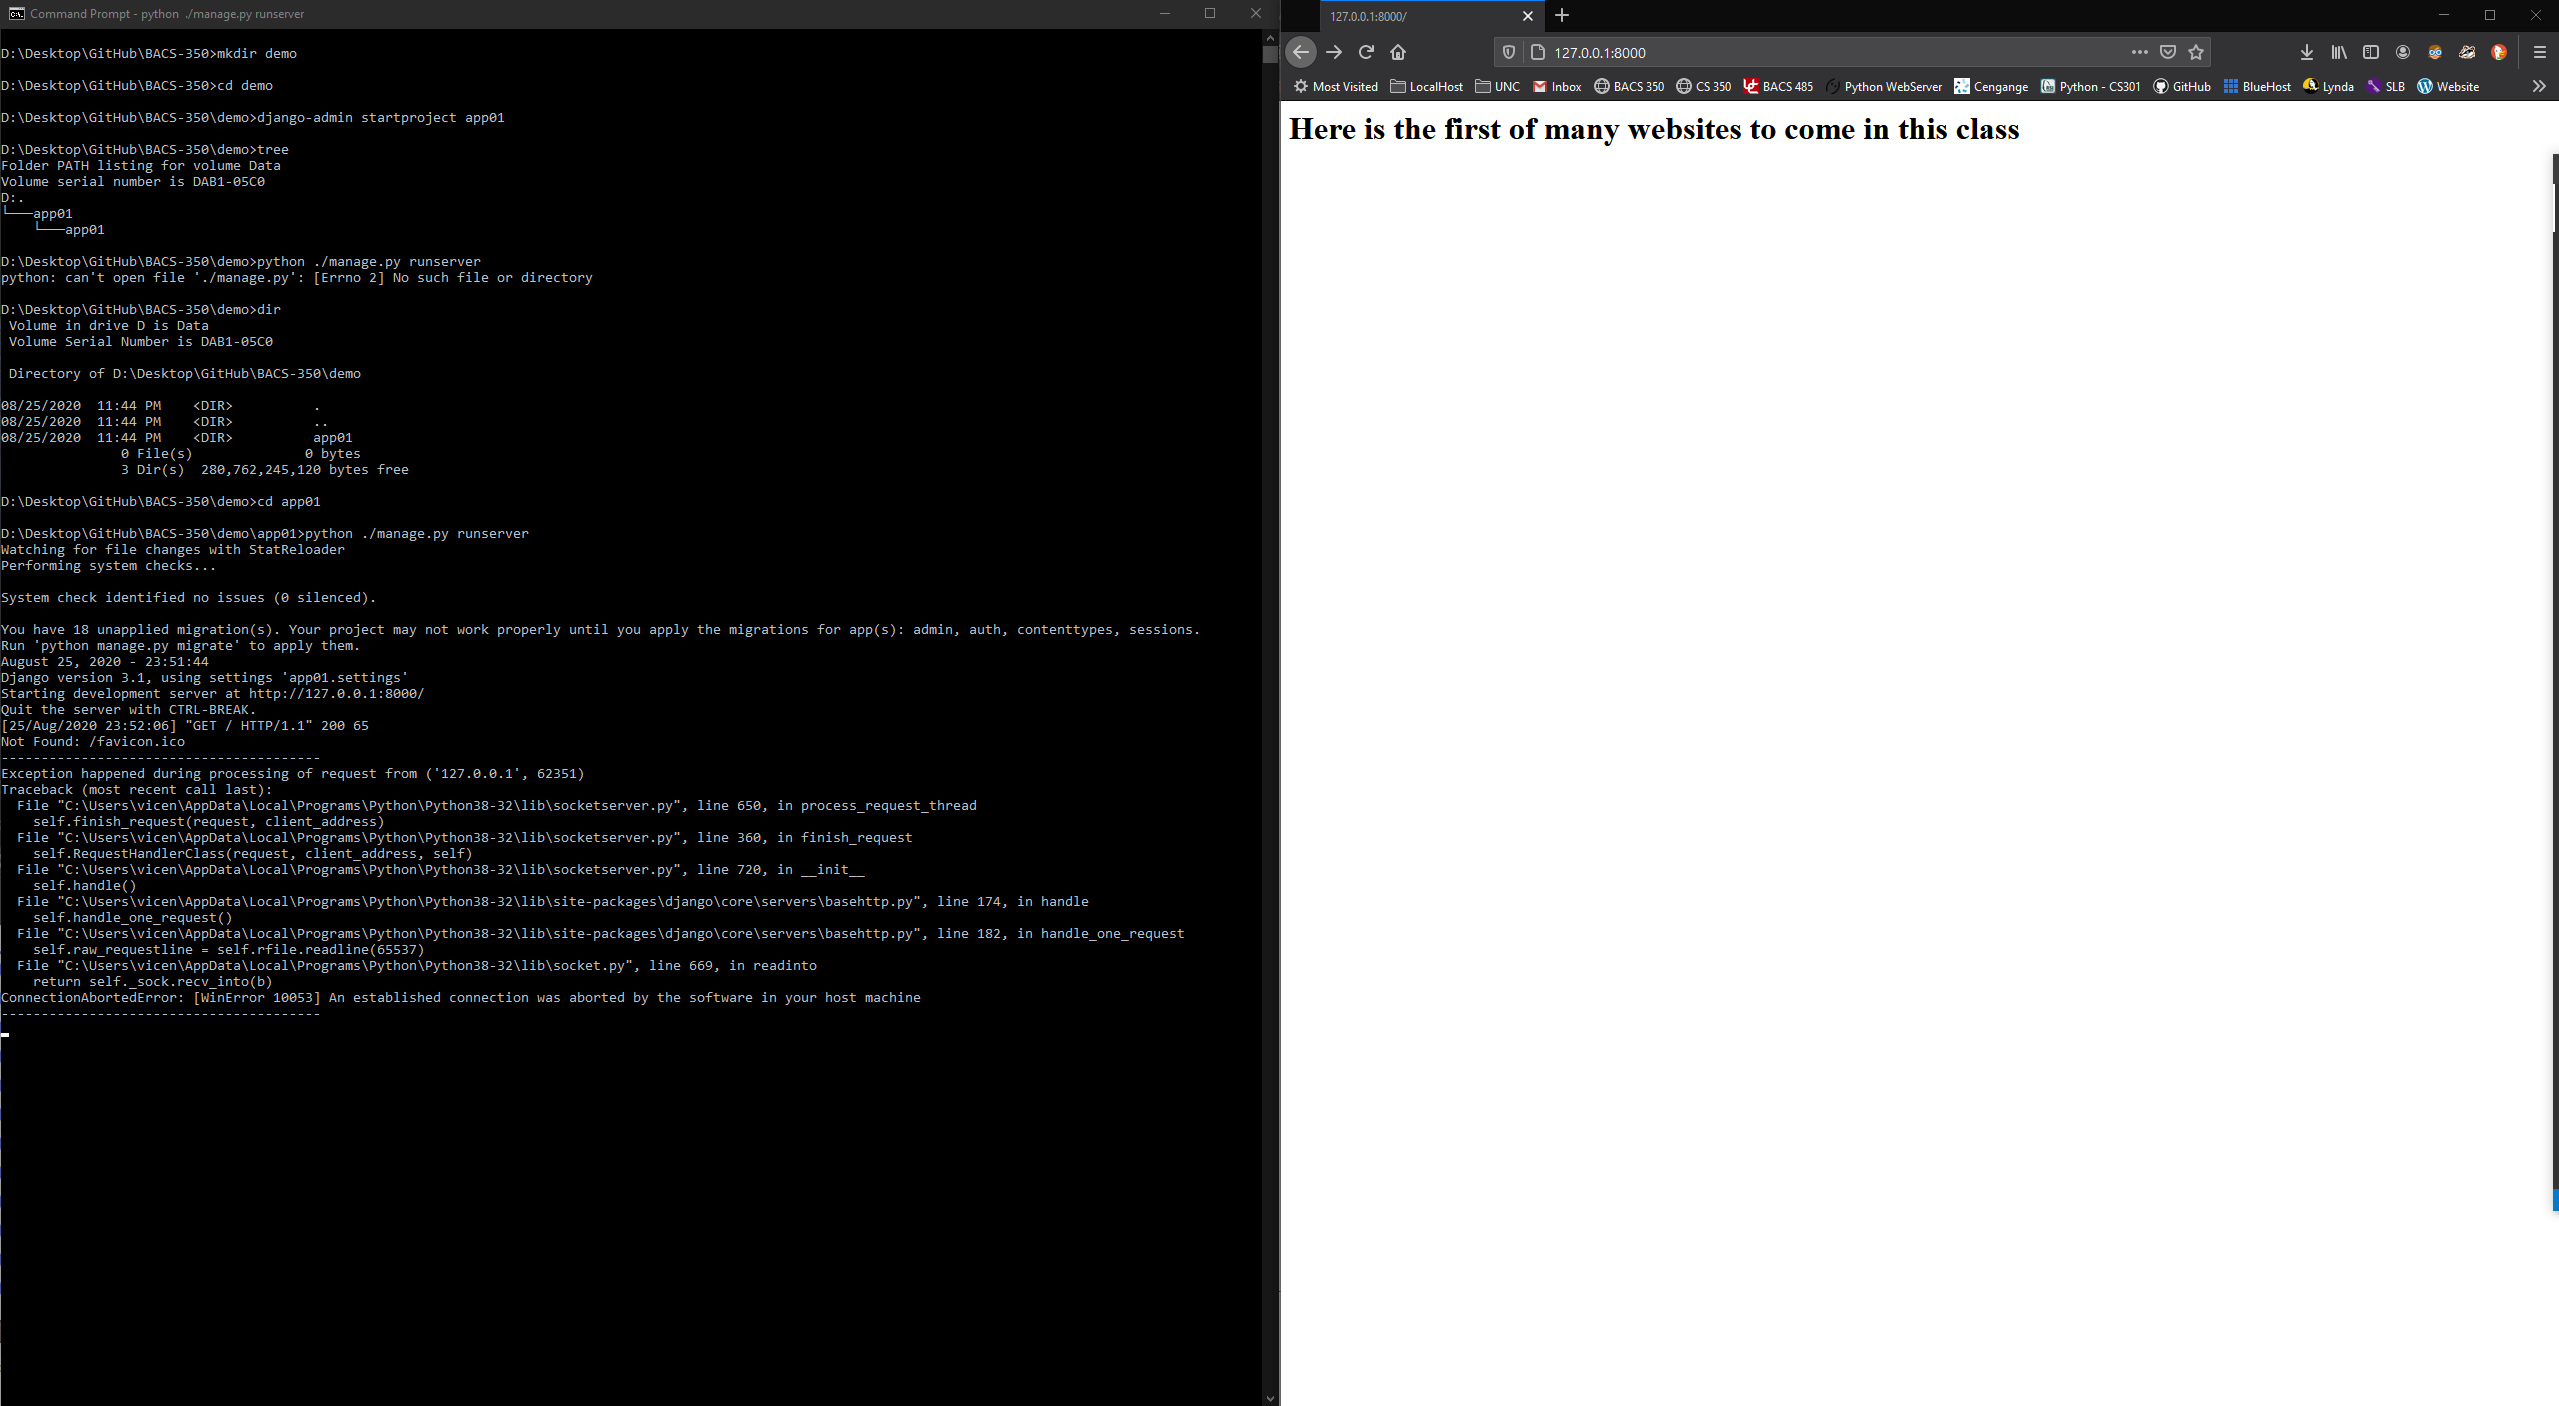 Command Prompt - python  ./manage.py runserver
D:\Desktop\GitHub\BACS-350>mkdir demo
D:\Desktop\GitHub\BACS-350>cd demo
D:\Desktop\GitHub\BACS-350\demo>django-admin startproject app01
D:\Desktop\GitHub\BACS-350\demo>tree
Folder PATH listing for volume Data
Volume serial number is DAB1-05C0
D:.
└───app01
    └───app01
D:\Desktop\GitHub\BACS-350\demo>python ./manage.py runserver
python: can't open file './manage.py': [Errno 2] No such file or directory
D:\Desktop\GitHub\BACS-350\demo>dir
 Volume in drive D is Data
 Volume Serial Number is DAB1-05C0
 Directory of D:\Desktop\GitHub\BACS-350\demo
08/25/2020  11:44 PM    <DIR>          .
08/25/2020  11:44 PM    <DIR>          ..
08/25/2020  11:44 PM    <DIR>          app01
               0 File(s)              0 bytes
               3 Dir(s)  280,762,245,120 bytes free
D:\Desktop\GitHub\BACS-350\demo>cd app01
D:\Desktop\GitHub\BACS-350\demo\app01>python ./manage.py runserver
Watching for file changes with StatReloader
Performing system checks...
System check identified no issues (0 silenced).
You have 18 unapplied migration(s). Your project may not work properly until you apply the migrations for app(s): admin, auth, contenttypes, sessions.
Run 'python manage.py migrate' to apply them.
August 25, 2020 - 23:51:44
Django version 3.1, using settings 'app01.settings'
Starting development server at http://127.0.0.1:8000/
Quit the server with CTRL-BREAK.
[25/Aug/2020 23:52:06] "GET / HTTP/1.1" 200 65
Not Found: /favicon.ico
----------------------------------------
Exception happened during processing of request from ('127.0.0.1', 62351)
Traceback (most recent call last):
  File "C:\Users\vicen\AppData\Local\Programs\Python\Python38-32\lib\socketserver.py", line 650, in process_request_thread
    self.finish_request(request, client_address)
  File "C:\Users\vicen\AppData\Local\Programs\Python\Python38-32\lib\socketserver.py", line 360, in finish_request
    self.RequestHandlerClass(request, client_address, self)
  File "C:\Users\vicen\AppData\Local\Programs\Python\Python38-32\lib\socketserver.py", line 720, in __init__
    self.handle()
  File "C:\Users\vicen\AppData\Local\Programs\Python\Python38-32\lib\site-packages\django\core\servers\basehttp.py", line 174, in handle
    self.handle_one_request()
  File "C:\Users\vicen\AppData\Local\Programs\Python\Python38-32\lib\site-packages\django\core\servers\basehttp.py", line 182, in handle_one_request
    self.raw_requestline = self.rfile.readline(65537)
  File "C:\Users\vicen\AppData\Local\Programs\Python\Python38-32\lib\socket.py", line 669, in readinto
    return self._sock.recv_into(b)
ConnectionAbortedError: [WinError 10053] An established connection was aborted by the software in your host machine
----------------------------------------
127.0.0.1:8000/
127.0.0.1:8000
Most Visited LocalHost UNC Inbox BACS 350 CS 350 BACS 485 Python WebServer Cengange Python - CS301 GitHub BlueHost Lynda SLB Website
Here is the first of many websites to come in this class